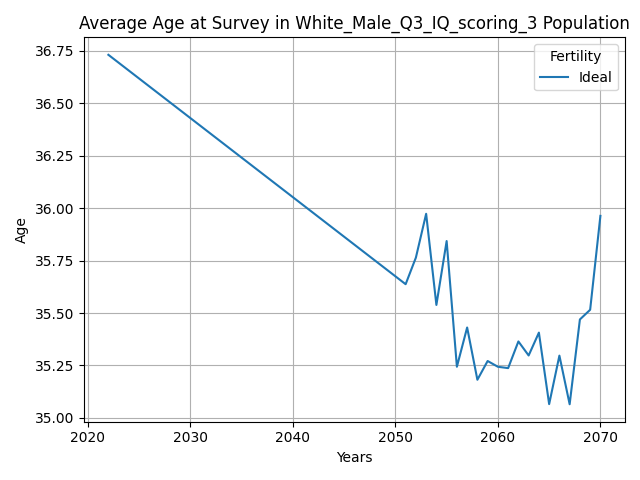 Average Age at Survey in White_Male_Q3_IQ_scoring_3 Population
Fertility
Ideal
36.75
36.50
36.25
36.00
35.75
35.50
35.25
35.00
Age
2020 2030 2040 2050 2060 2070
Years